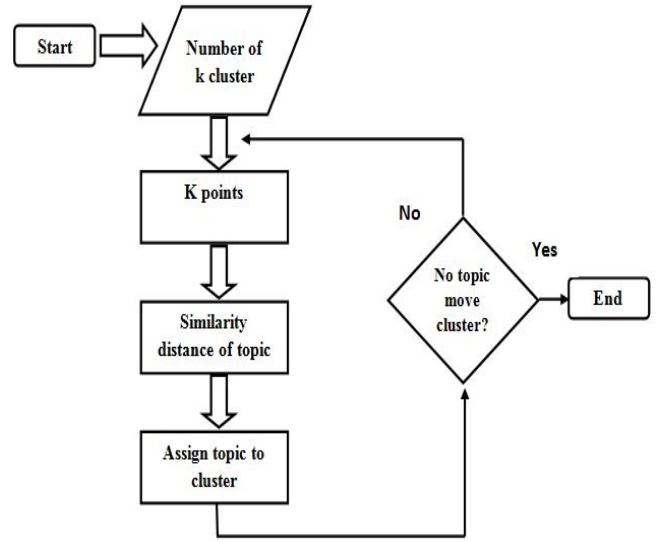 Start
Number of
k cluster
K points
Similarity
distance of topic
Assign topic to
cluster
No
No topic
move
cluster?
Yes
End